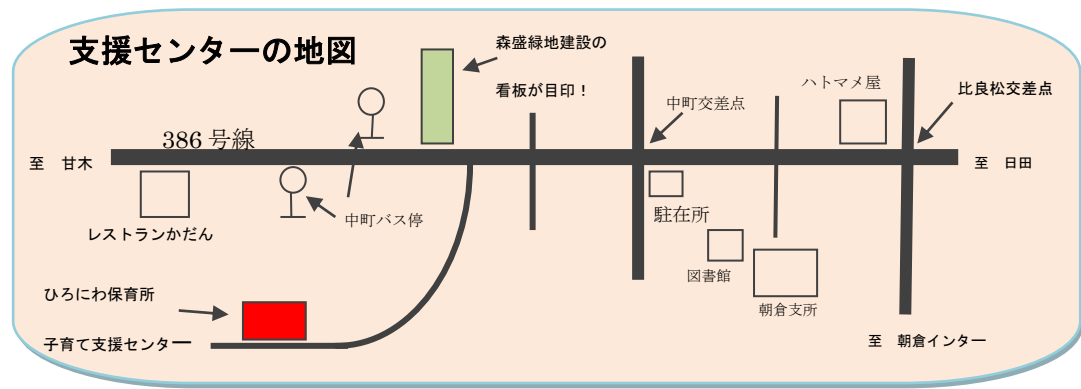 支援センターの地図
森盛緑地建設の
看板が目印！
ハトマメ屋
比良松交差点
中町交差点
386 号線
至　甘木
至　日田
中町バス停
駐在所
レストランかだん
図書館
ひろにわ保育所
朝倉支所
子育て支援センター
至　朝倉インター